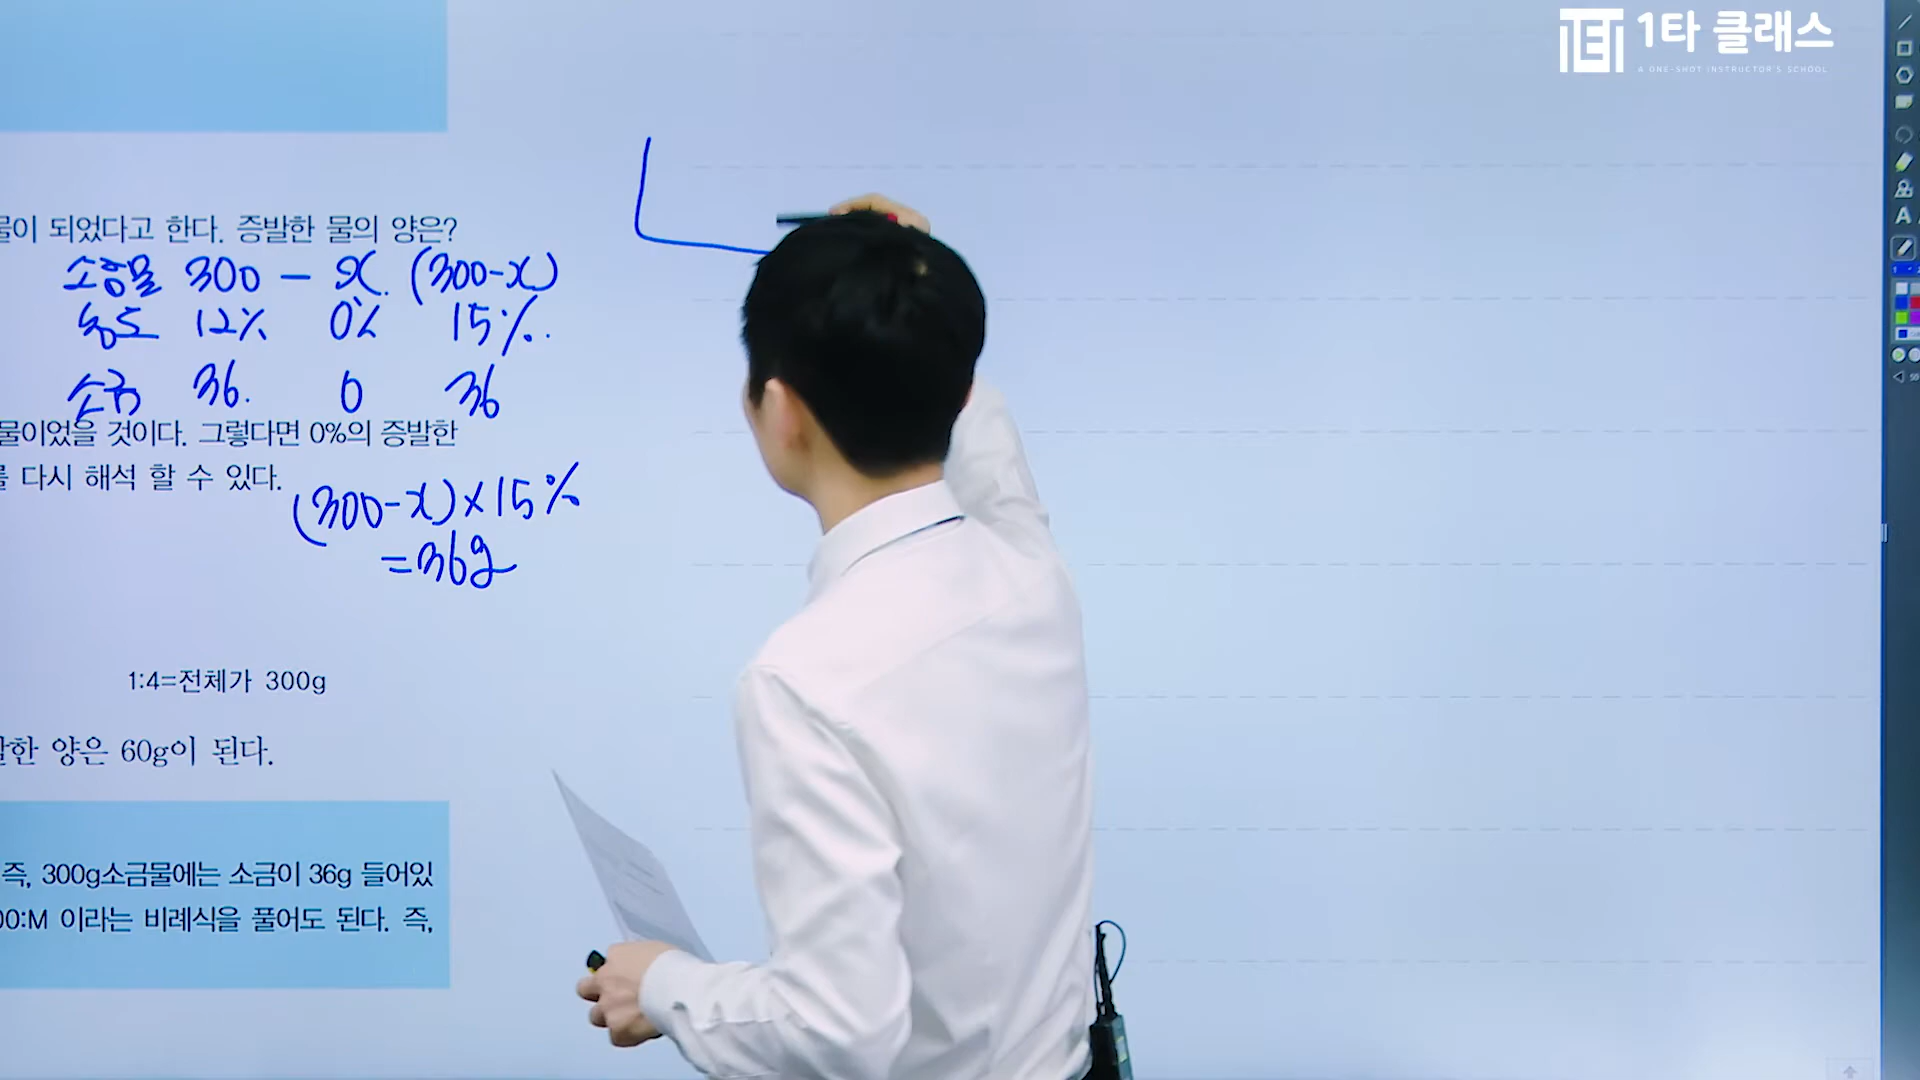 1타 클래스
A ONE-SHOT INSTRUCTOR'S SCHOOL
물이 되었다고 한다. 증발한 물의 양은?
소금물 300 - x (300-x)
농도 12% 0% 15%.
소금 36. 0 36
물이었을 것이다. 그렇다면 0%의 증발한
를 다시 해석 할 수 있다.
(300-x)×15%
=36g
1:4=전체가 300g
발한 양은 60g이 된다.
즉, 300g소금물에는 소금이 36g 들어있
00:M 이라는 비례식을 풀어도 된다. 즉,